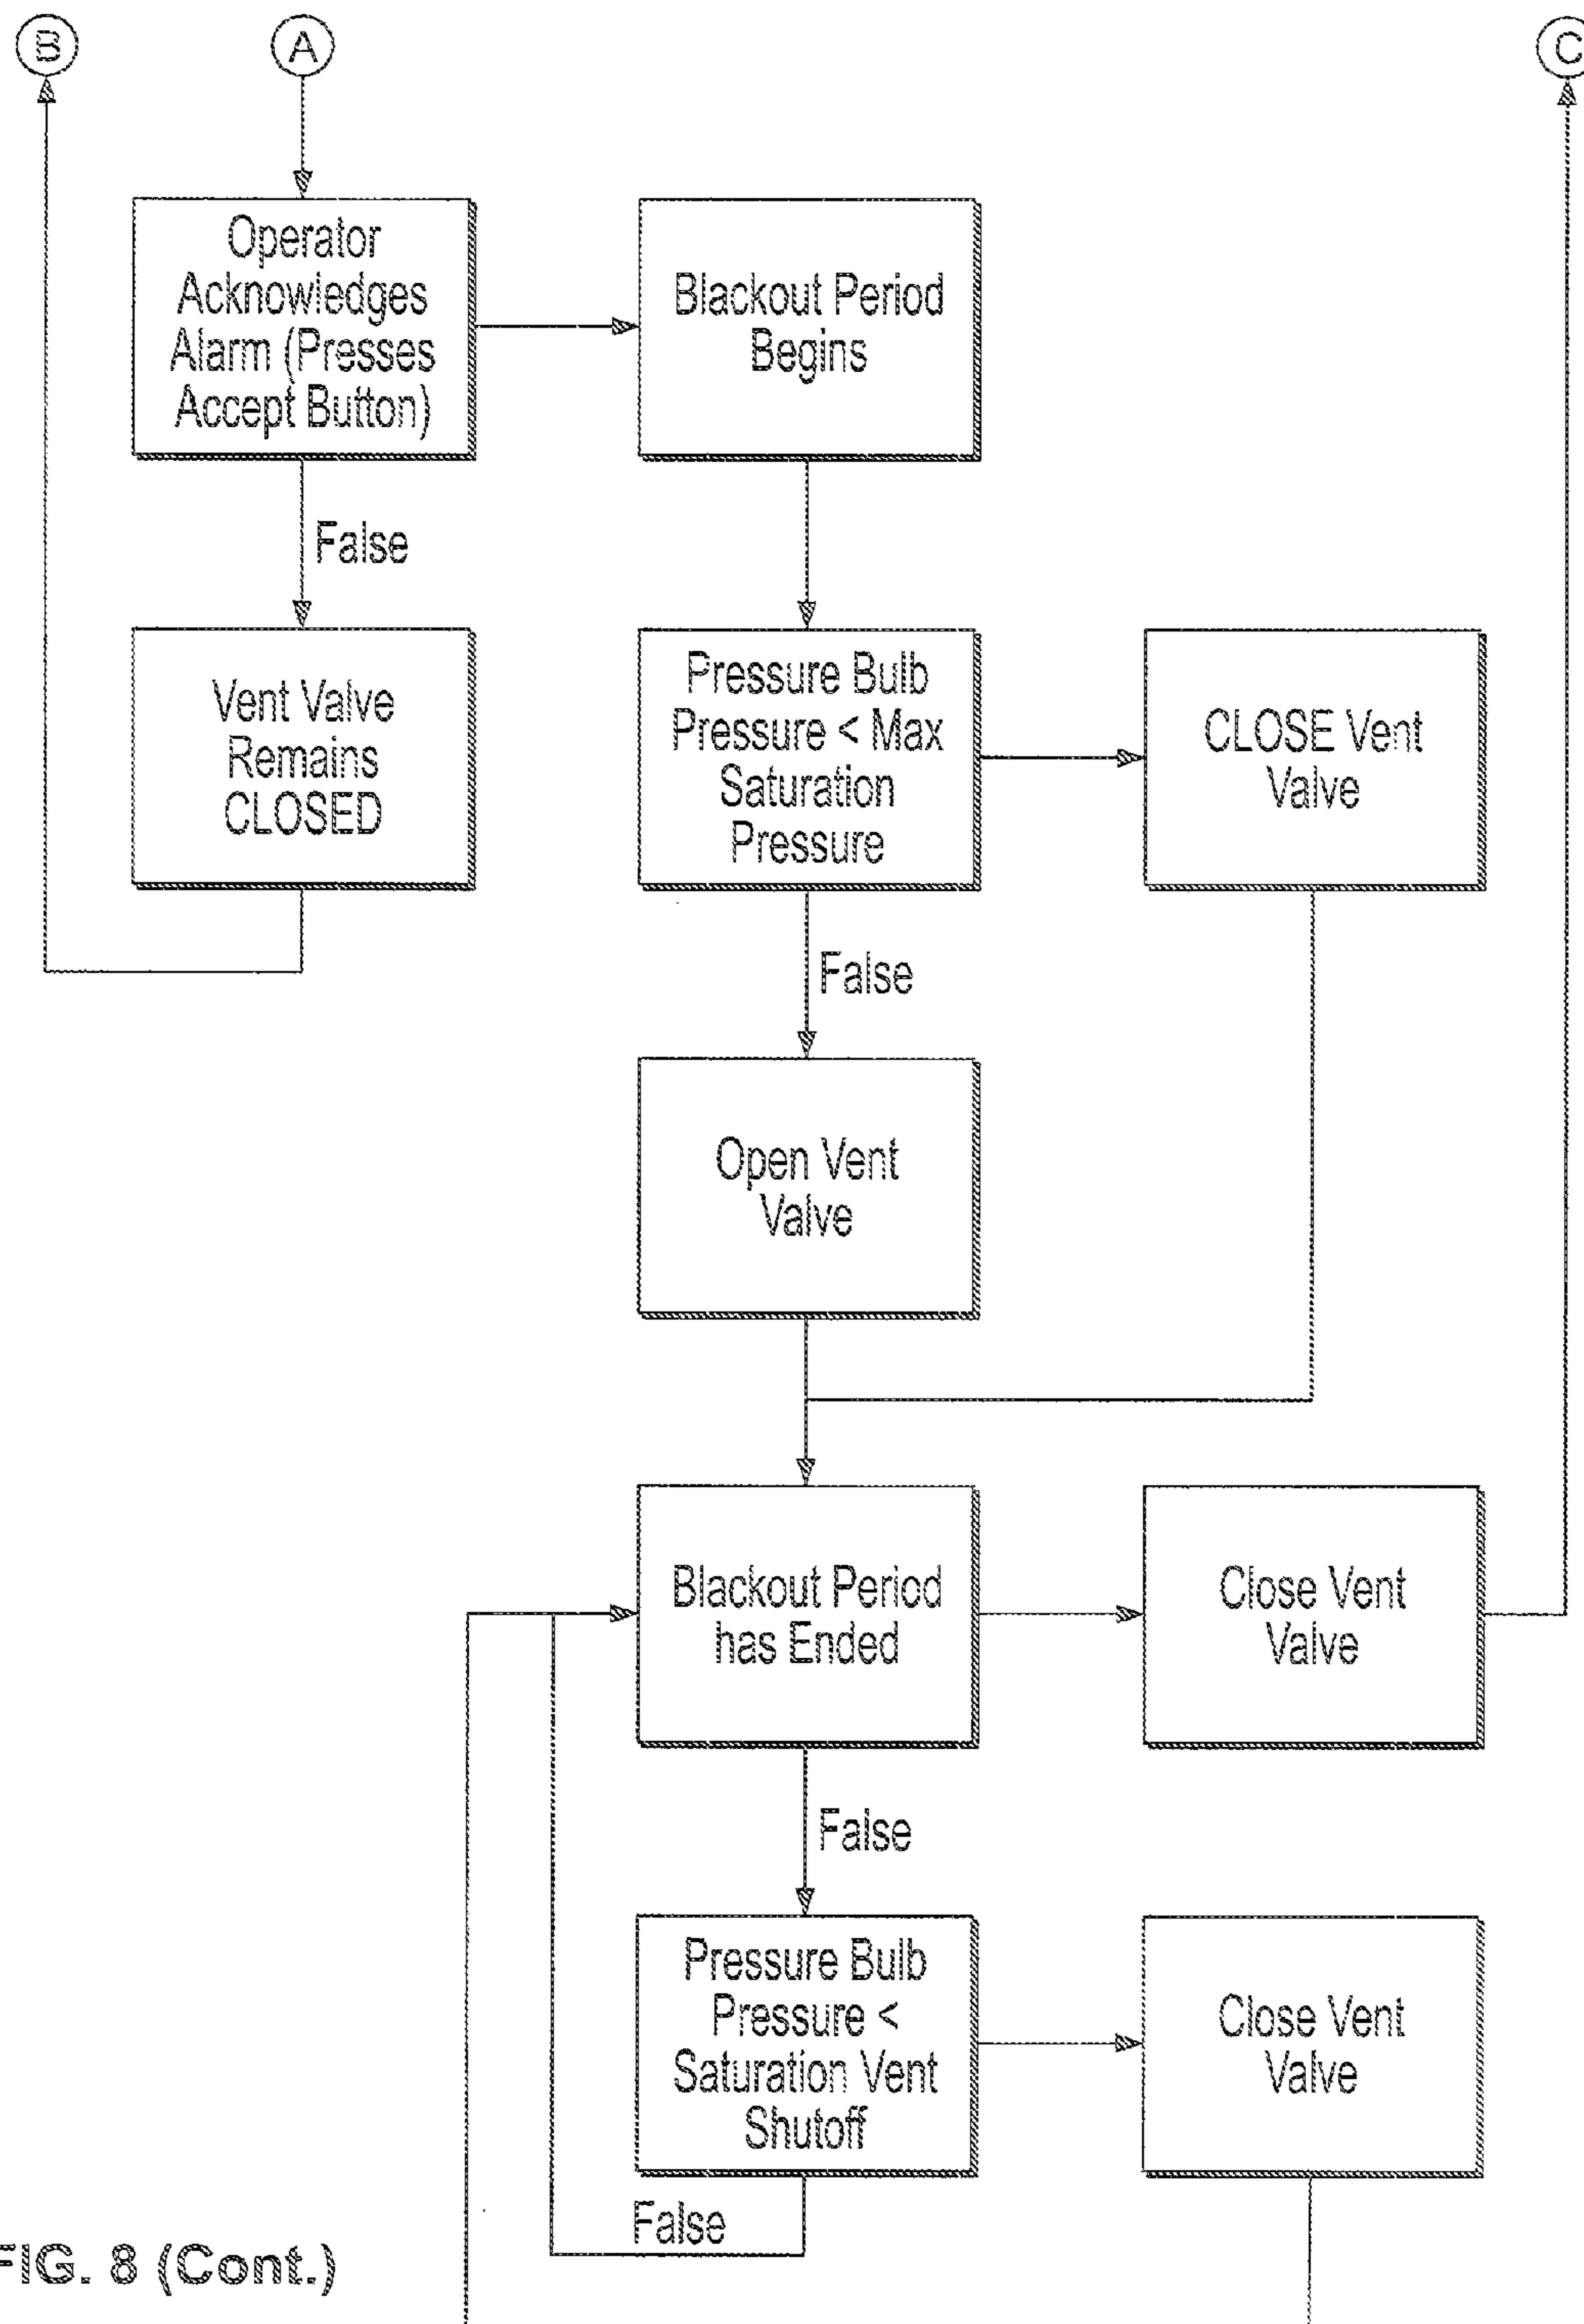 B
A
C
Operator
Acknowledges
Alarm (Presses
Accept Button)
Blackout Period
Begins
False
Vent Valve
Remains
CLOSED
Pressure Bulb
Pressure < Max
Saturation
Pressure
CLOSE Vent
Valve
False
Open Vent
Valve
Blackout Period
has Ended
Close Vent
Valve
False
Pressure Bulb
Pressure <
Saturation Vent
Shutoff
Close Vent
Valve
False
FIG. 8 (Cont.)